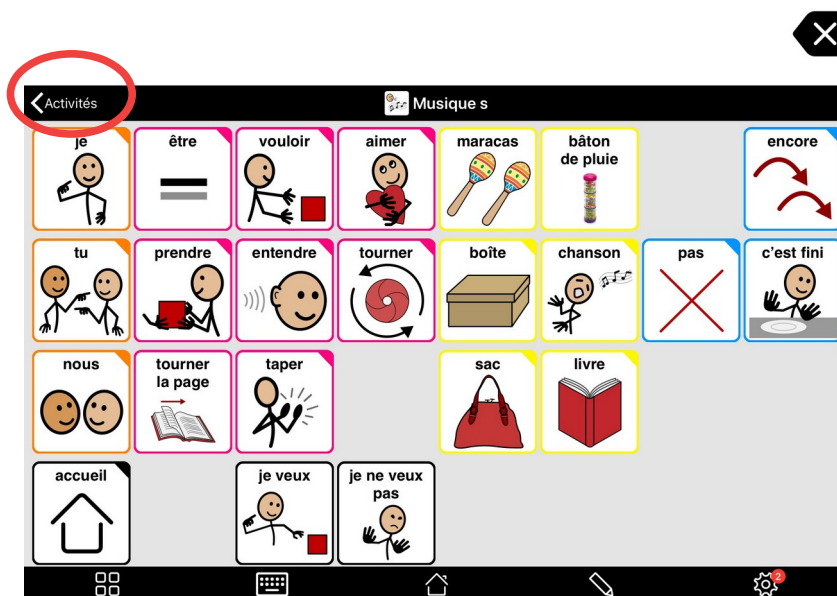 Activités
Musique s
je
être
vouloir
aimer
maracas
bâton
de pluie
encore
tu
prendre
entendre
tourner
boîte
chanson
pas
c'est fini
nous
tourner
la page
taper
sac
livre
accueil
je veux
je ne veux
pas
2